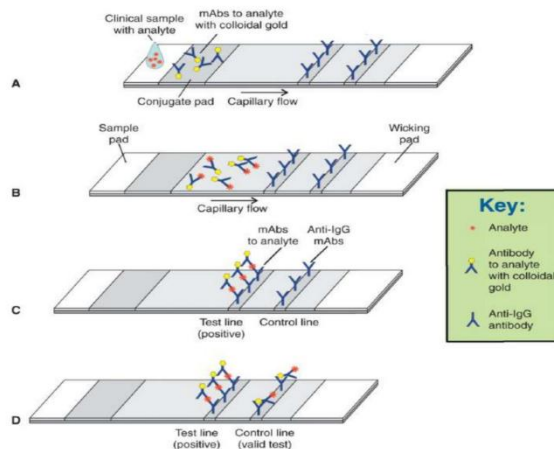 Clinical sample
with analyte
mAbs to analyte
with colloidal gold
A
Conjugate pad
Capillary flow
Sample
pad
Wicking
pad
B
Capillary flow
mAbs
to analyte
Anti-IgG
mAbs
C
Test line
(positive)
Control line
D
Test line
(positive)
Control line
(valid test)
Key:
Analyte
Antibody
to analyte
with colloidal
gold
Anti-IgG
antibody